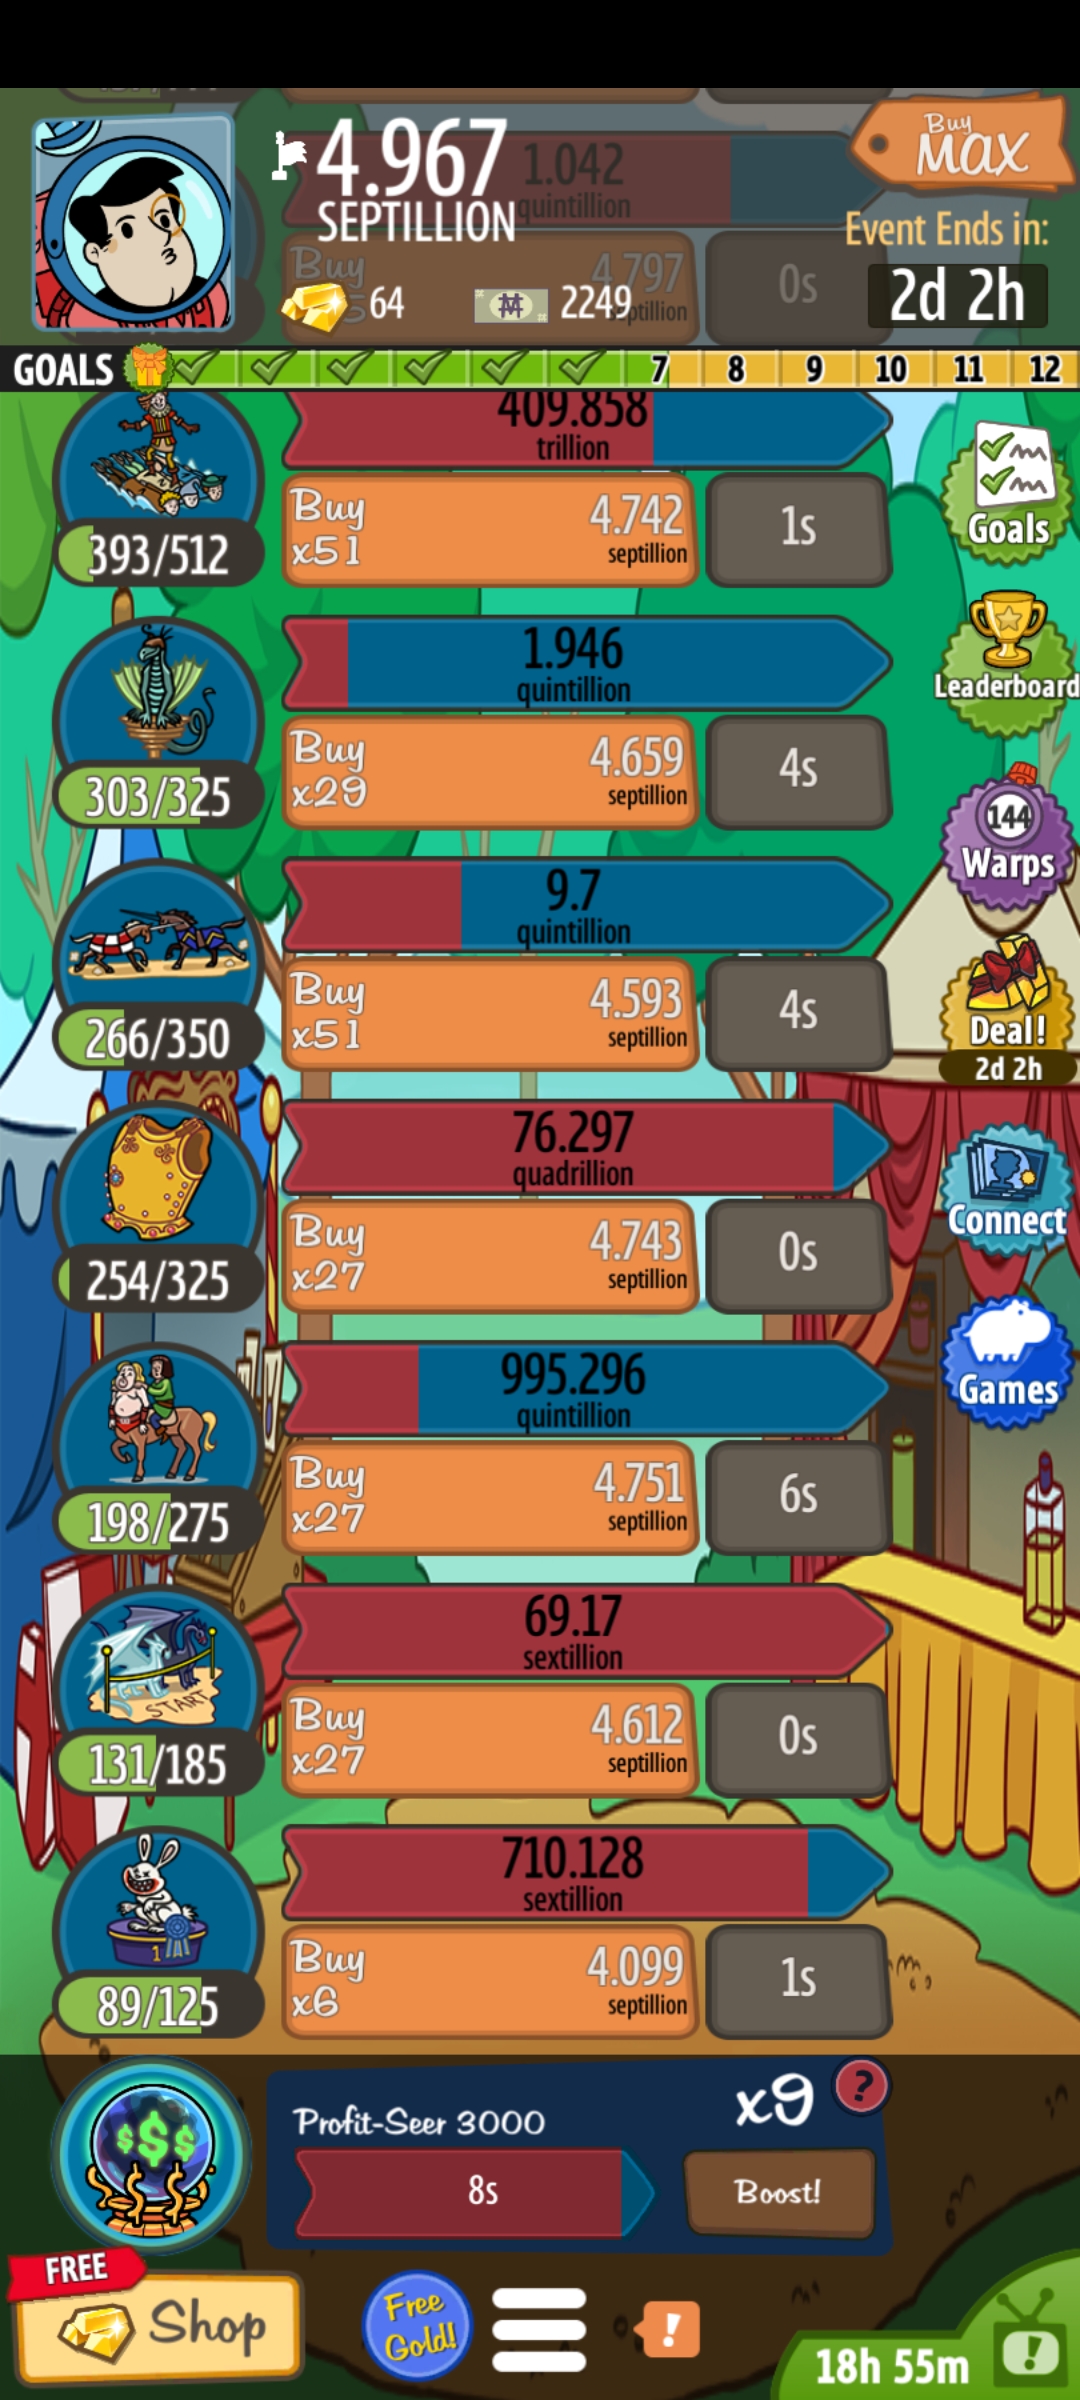 4.967
SEPTILLION
1.042
quintillion
Buy
MAX
Event Ends in:
2d 2h
Buy
4.797
septillion
0s
64
2249
GOALS
7 8 9 10 11 12
409.858
trillion
393/512
Buy
x51
4.742
septillion
1s
Goals
Leaderboard
1.946
quintillion
303/325
Buy
x29
4.659
septillion
4s
144
Warps
9.7
quintillion
266/350
Buy
x51
4.593
septillion
4s
Deal!
2d 2h
76.297
quadrillion
254/325
Buy
x27
4.743
septillion
0s
Connect
Games
995.296
quintillion
198/275
Buy
x27
4.751
septillion
6s
69.17
sextillion
START
131/185
Buy
x27
4.612
septillion
0s
710.128
sextillion
1
89/125
Buy
x6
4.099
septillion
1s
$$$
Profit-Seer 3000
x9
?
8s
Boost!
FREE
Shop
Free
Gold!
!
18h 55m
!